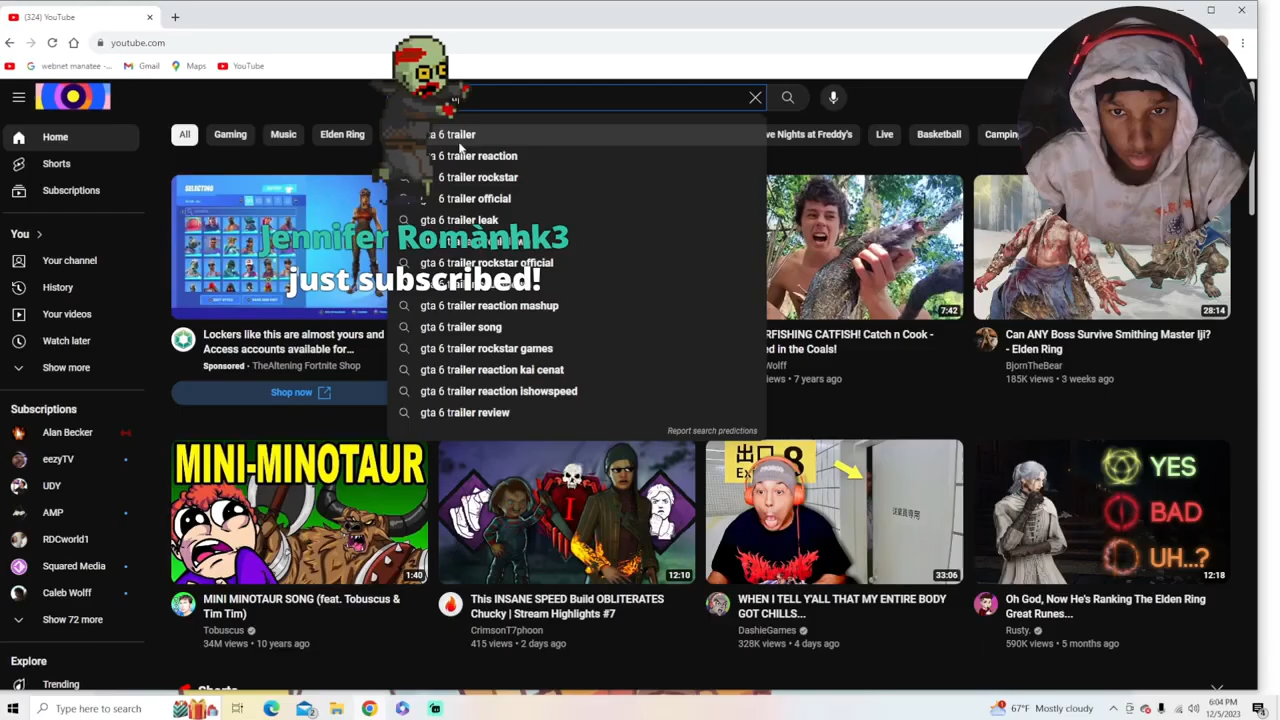 (324) YouTube
youtube.com
webnet manatee -...
Gmail
Maps
YouTube
Home
Shorts
Subscriptions
You
Your channel
History
Your videos
Watch later
Show more
Subscriptions
Alan Becker
eezyTV
UDY
AMP
RDCworld1
Squared Media
Caleb Wolff
Show 72 more
Explore
Trending
All
Gaming
Music
Elden Ring
ve Nights at Freddy's
Live
Basketball
Camping
ta 6 trailer
a 6 trailer reaction
6 trailer rockstar
6 trailer official
gta 6 trailer leak
gta 6 trailer rockstar official
gta 6 trailer reaction mashup
gta 6 trailer song
gta 6 trailer rockstar games
gta 6 trailer reaction kai cenat
gta 6 trailer reaction ishowspeed
gta 6 trailer review
Report search predictions
Jennifer Romànhk3
just subscribed!
Lockers like this are almost yours and
Access accounts available for...
Sponsored · TheAltening Fortnite Shop
Shop now
7:42
RFISHING CATFISH! Catch n Cook -
ed in the Coals!
Wolff
iews · 7 years ago
28:14
Can ANY Boss Survive Smithing Master Iji?
- Elden Ring
BjornTheBear
185K views · 3 weeks ago
MINI-MINOTAUR
1:40
MINI MINOTAUR SONG (feat. Tobuscus &
Tim Tim)
Tobuscus
34M views · 10 years ago
12:10
This INSANE SPEED Build OBLITERATES
Chucky | Stream Highlights #7
CrimsonT7phoon
415 views · 2 days ago
出口
8
33:06
WHEN I TELL Y'ALL THAT MY ENTIRE BODY
GOT CHILLS...
DashieGames
328K views · 4 days ago
YES
BAD
UH..?
12:18
Oh God, Now He's Ranking The Elden Ring
Great Runes...
Rusty.
590K views · 5 months ago
Type here to search
67°F Mostly cloudy
6:04 PM
12/5/2023